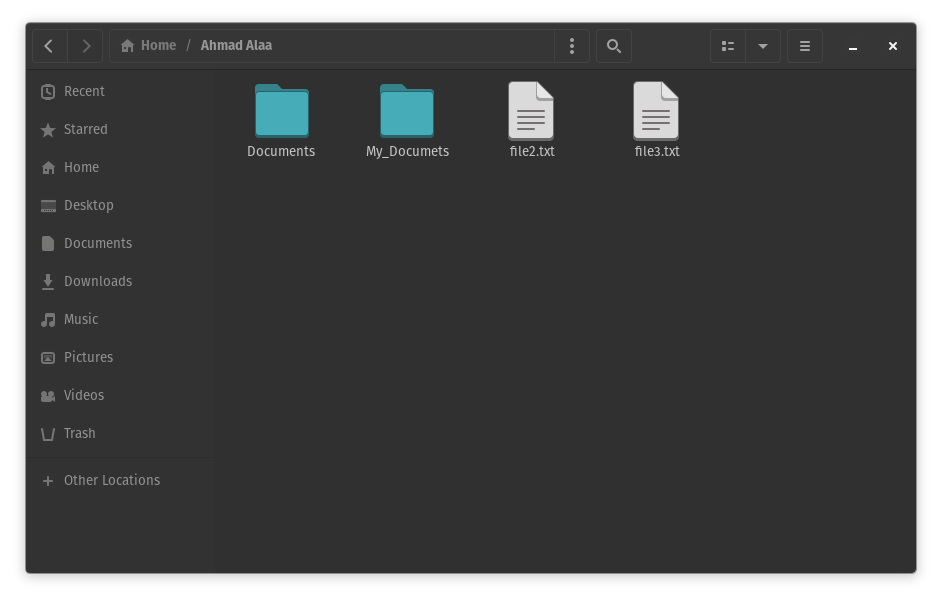 Home / Ahmad Alaa
Recent
Starred
Home
Desktop
Documents
Downloads
Music
Pictures
Videos
Trash
Other Locations
Documents
My_Documets
file2.txt
file3.txt